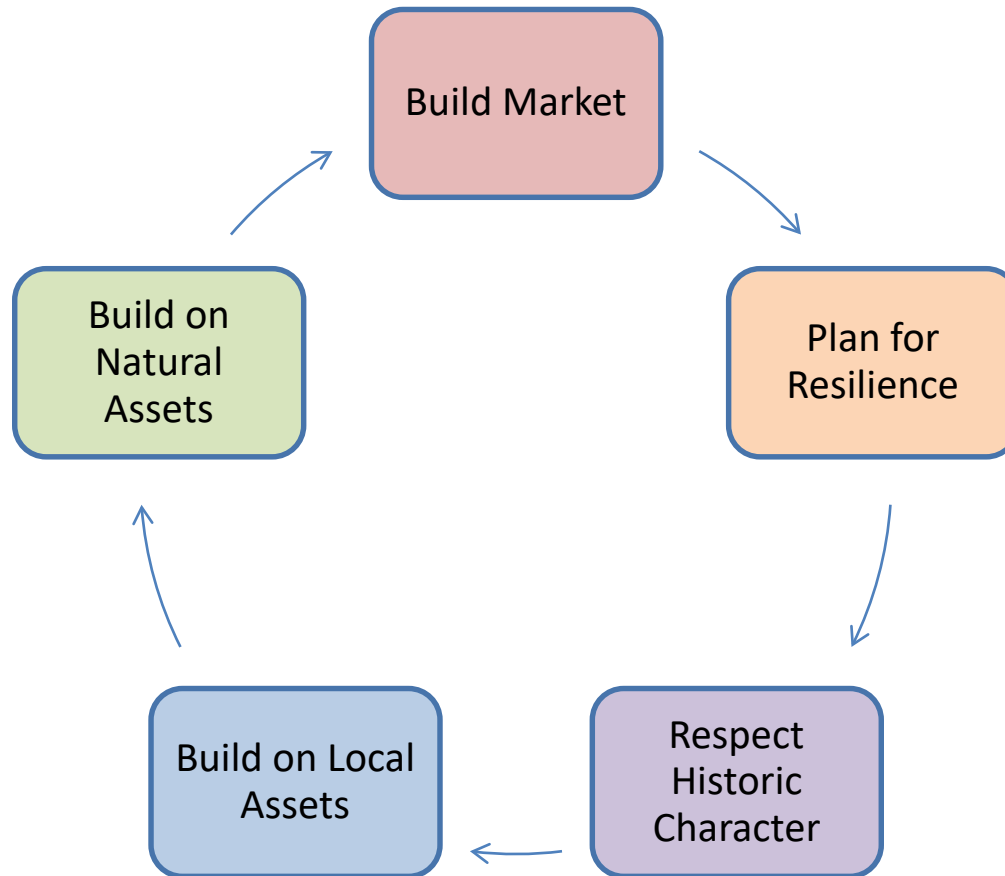 Build Market
Plan for
Resilience
Respect
Historic
Character
Build on Local
Assets
Build on
Natural
Assets